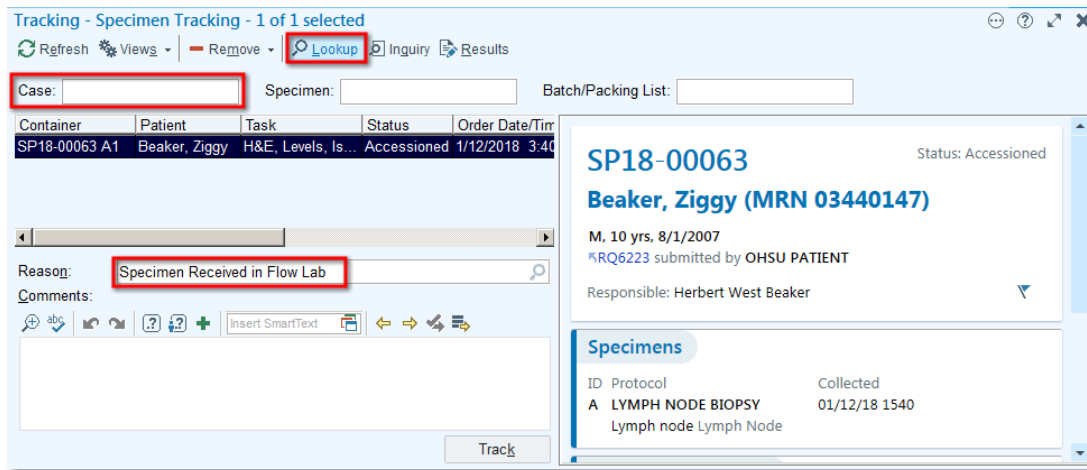 Tracking - Specimen Tracking - 1 of 1 selected
Refresh Views Remove Lookup Inquiry Results
Case: Specimen: Batch/Packing List:
Container Patient Task Status Order Date/Tim
SP18-00063 A1 Beaker, Ziggy H&E, Levels, Is... Accessioned 1/12/2018 3:40
Reason: Specimen Received in Flow Lab
Comments:
abc Insert SmartText
Track
SP18-00063 Status: Accessioned
Beaker, Ziggy (MRN 03440147)
M, 10 yrs, 8/1/2007
RQ6223 submitted by OHSU PATIENT
Responsible: Herbert West Beaker
Specimens
ID Protocol Collected
A LYMPH NODE BIOPSY 01/12/18 1540
Lymph node Lymph Node